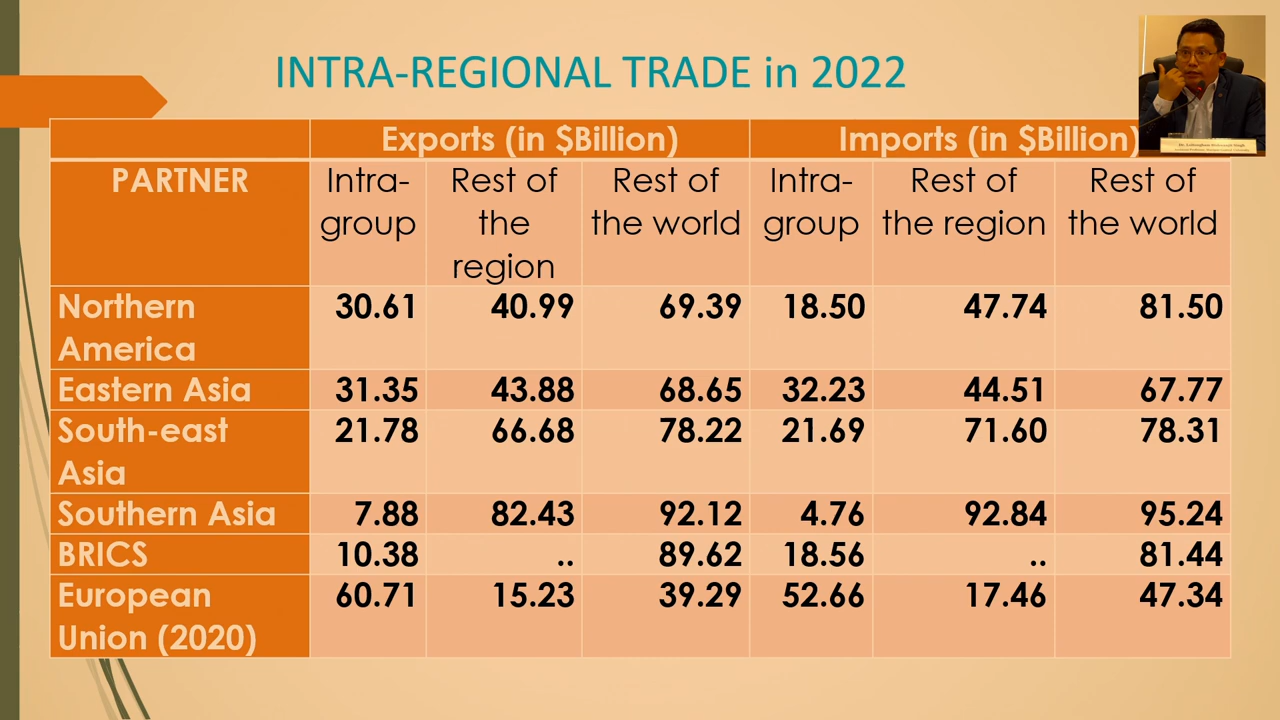 INTRA-REGIONAL TRADE in 2022
Exports (in $Billion) Imports (in $Billion)
PARTNER Intra-group Rest of the region Rest of the world Intra-group Rest of the region Rest of the world
Northern America 30.61 40.99 69.39 18.50 47.74 81.50
Eastern Asia 31.35 43.88 68.65 32.23 44.51 67.77
South-east Asia 21.78 66.68 78.22 21.69 71.60 78.31
Southern Asia 7.88 82.43 92.12 4.76 92.84 95.24
BRICS 10.38 .. 89.62 18.56 .. 81.44
European Union (2020) 60.71 15.23 39.29 52.66 17.46 47.34